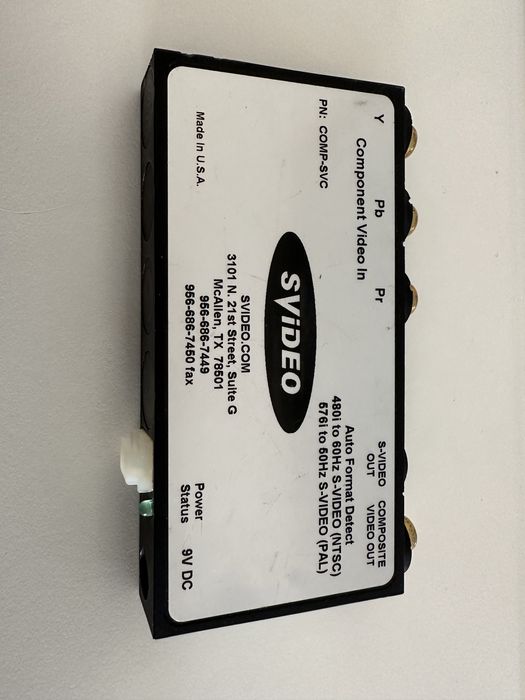 Y Pb Pr
Component Video In
S-VIDEO OUT
COMPOSITE VIDEO OUT
PN: COMP-SVC
Auto Format Detect
480i to 60Hz S-VIDEO (NTSC)
576i to 50Hz S-VIDEO (PAL)
SViDEO
SVIDEO.COM
3101 N. 21st Street, Suite G
McAllen, TX 78501
956-686-7449
956-686-7450 fax
Made In U.S.A.
Power
Status
9V DC